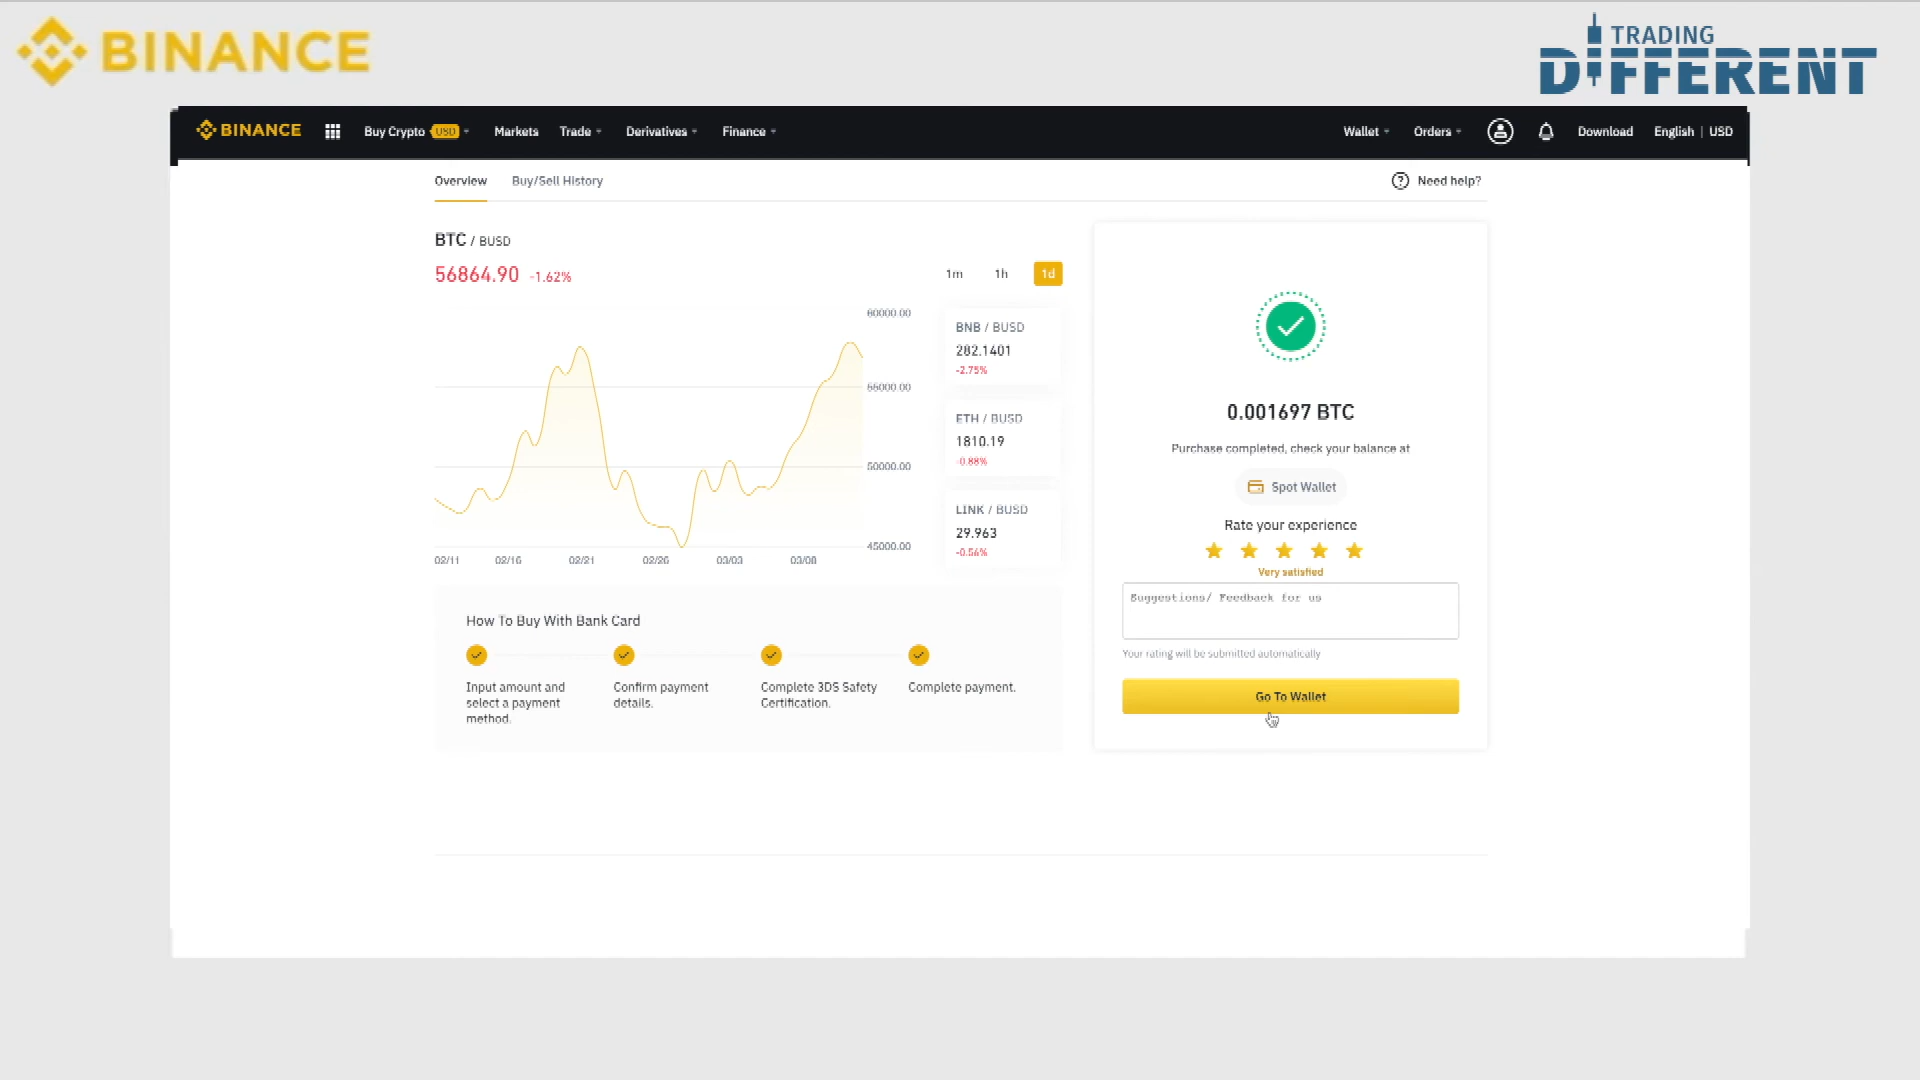 BINANCE
TRADING
DIFFERENT
BINANCE Buy Crypto USD Markets Trade Derivatives Finance Wallet Orders Download English | USD
Overview Buy/Sell History Need help?
BTC / BUSD
56864.90 -1.62%
1m 1h 1d
60000.00
55000.00
50000.00
45000.00
02/11 02/16 02/21 02/26 03/03 03/08
BNB / BUSD
282.1401
-2.75%
ETH / BUSD
1810.19
-0.88%
LINK / BUSD
29.963
-0.56%
How To Buy With Bank Card
Input amount and
select a payment
method.
Confirm payment
details.
Complete 3DS Safety
Certification.
Complete payment.
0.001697 BTC
Purchase completed, check your balance at
Spot Wallet
Rate your experience
Very satisfied
Suggestions/ Feedback for us
Your rating will be submitted automatically
Go To Wallet